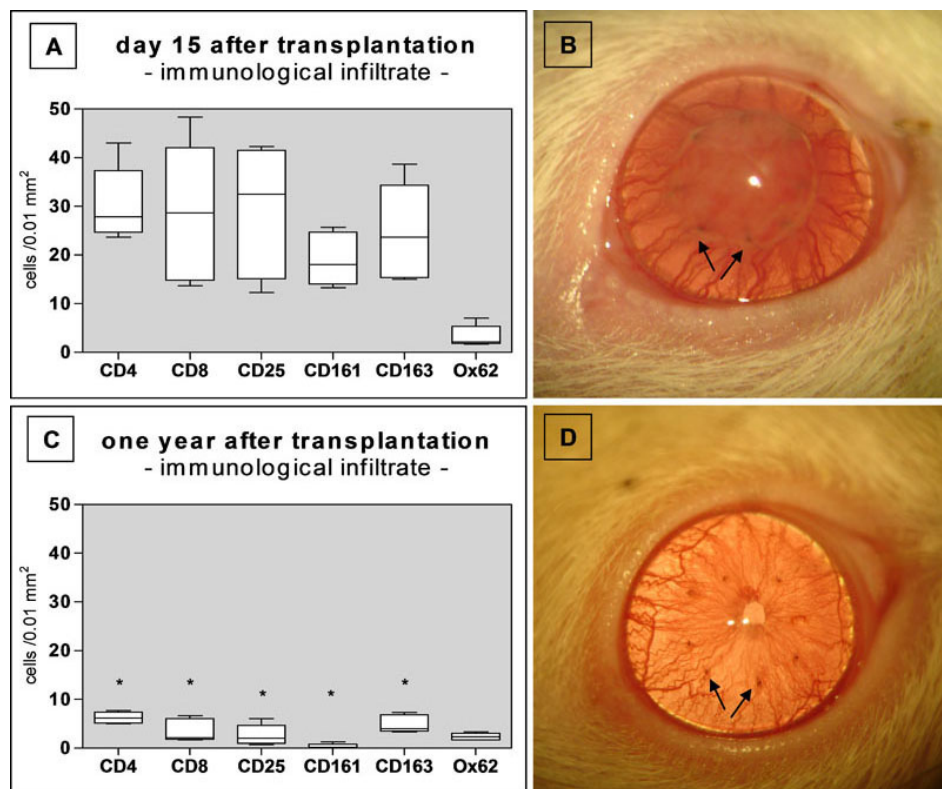 A
day 15 after transplantation
- immunological infiltrate -
50
40
30
20
10
0
cells /0.01 mm²
CD4 CD8 CD25 CD161 CD163 Ox62
B
C
one year after transplantation
- immunological infiltrate -
50
40
30
20
10
0
cells /0.01 mm²
* * * * *
CD4 CD8 CD25 CD161 CD163 Ox62
D